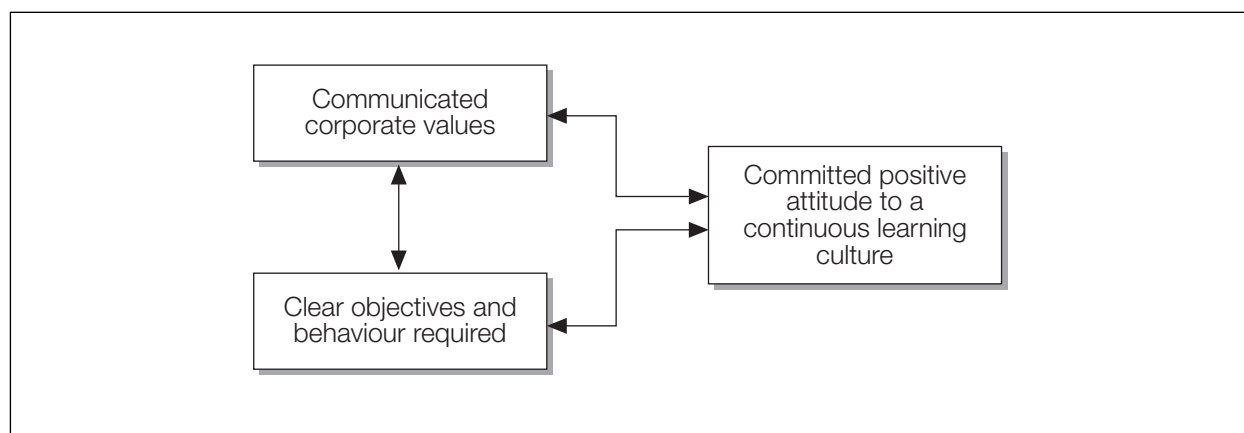 Communicated
corporate values
Committed positive
attitude to a
continuous learning
culture
Clear objectives and
behaviour required